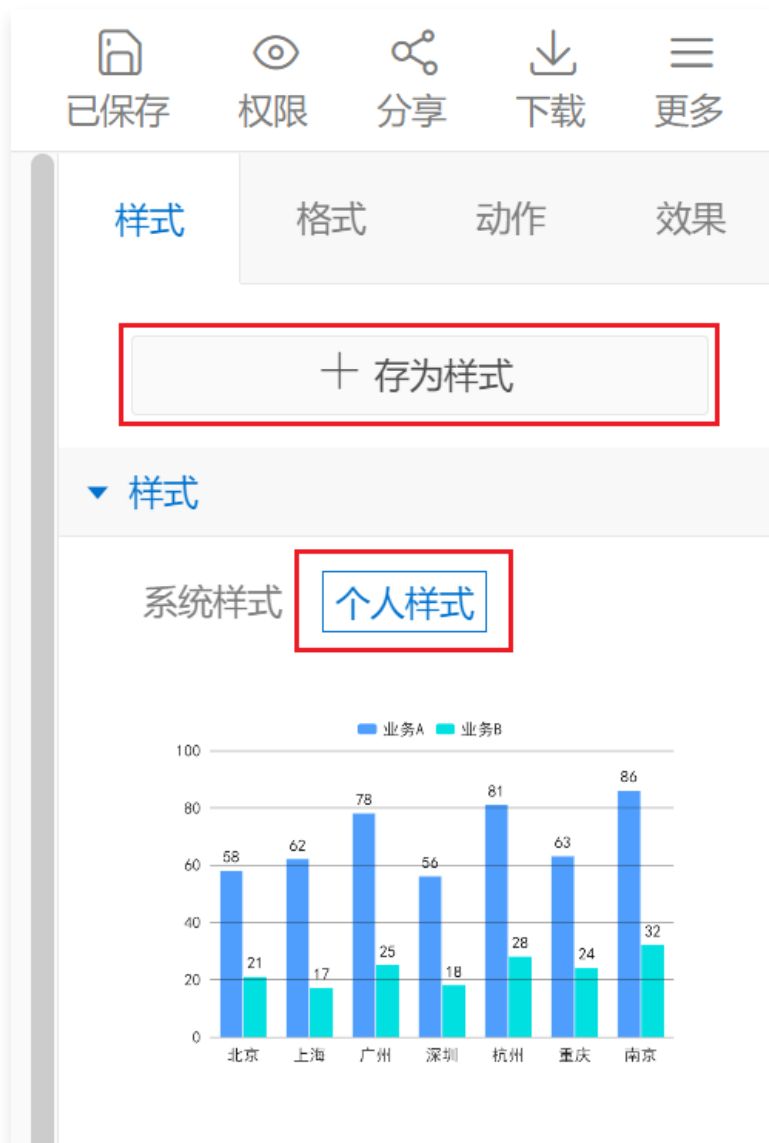 已保存 权限 分享 下载 更多
样式 格式 动作 效果
存为样式
样式
系统样式 个人样式
业务A 业务B
100
80
60
40
20
0
58 21 62 17 78 25 56 18 81 28 63 24 86 32
北京 上海 广州 深圳 杭州 重庆 南京